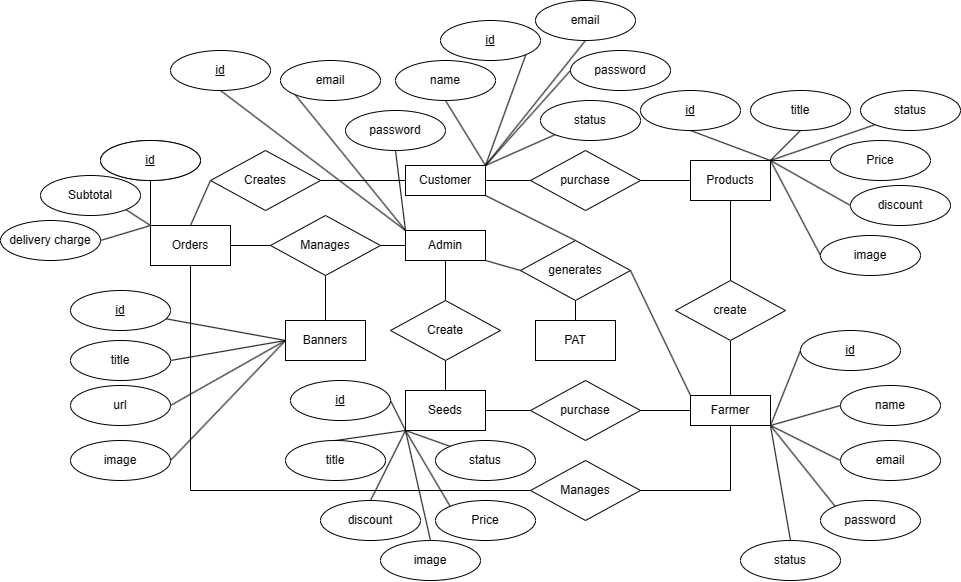 email
id
id
email
password
name
id
title
status
password
status
id
Price
Creates
Customer
purchase
Products
Subtotal
discount
delivery charge
Orders
Manages
Admin
image
generates
id
create
Banners
Create
PAT
id
title
id
url
Seeds
purchase
Farmer
name
image
title
status
email
Manages
discount
Price
password
image
status